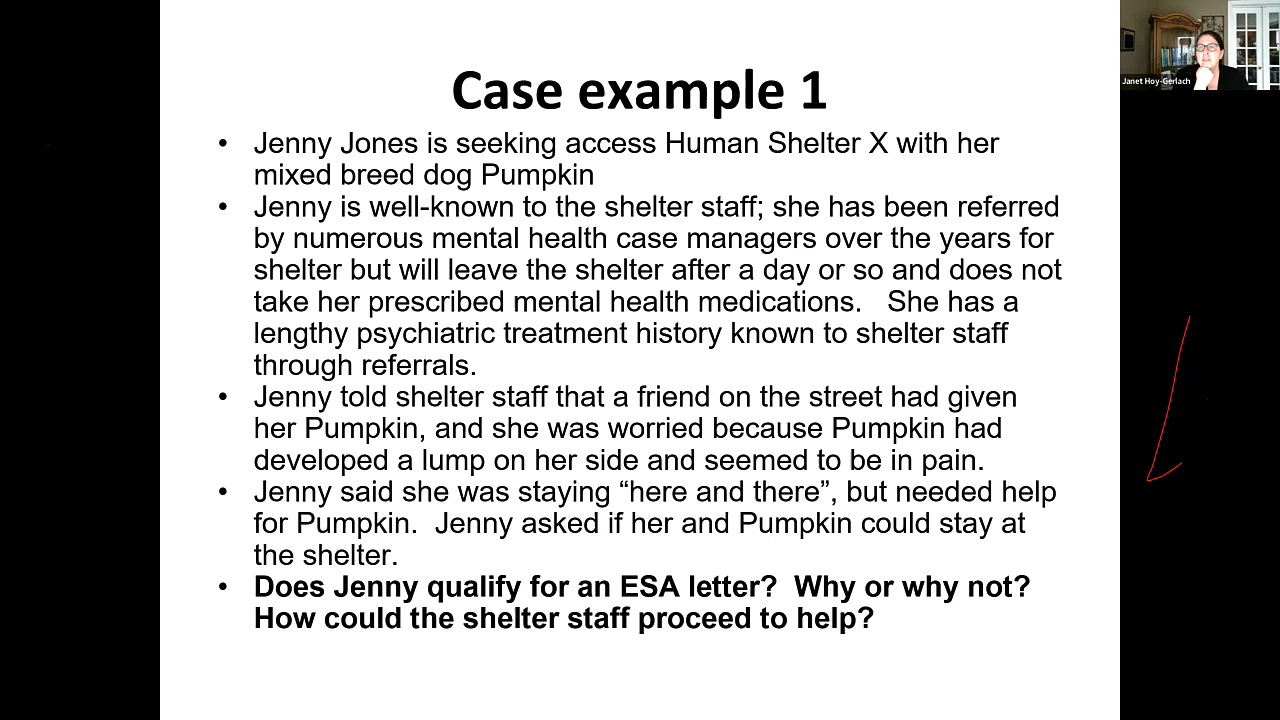 Case example 1
• Jenny Jones is seeking access Human Shelter X with her
mixed breed dog Pumpkin
• Jenny is well-known to the shelter staff; she has been referred
by numerous mental health case managers over the years for
shelter but will leave the shelter after a day or so and does not
take her prescribed mental health medications.   She has a
lengthy psychiatric treatment history known to shelter staff
through referrals.
• Jenny told shelter staff that a friend on the street had given
her Pumpkin, and she was worried because Pumpkin had
developed a lump on her side and seemed to be in pain.
• Jenny said she was staying “here and there”, but needed help
for Pumpkin.  Jenny asked if her and Pumpkin could stay at
the shelter.
• Does Jenny qualify for an ESA letter?  Why or why not?
How could the shelter staff proceed to help?
Janet Hoy-Gerlach